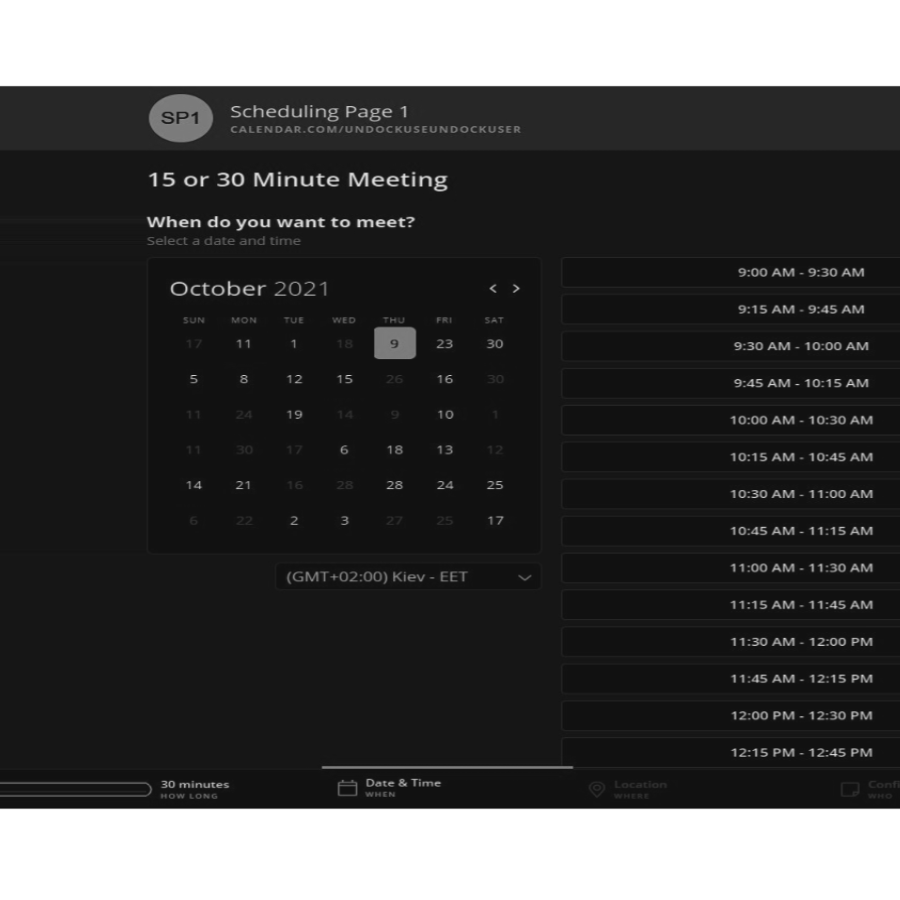 SP1
Scheduling Page 1
CALENDAR.COM/UNDOCKUSEUNDOCKUSER
15 or 30 Minute Meeting
When do you want to meet?
Select a date and time
October 2021 < >
SUN MON TUE WED THU FRI SAT
17 11 1 18 9 23 30
5 8 12 15 26 16 30
11 24 19 14 9 10 1
11 30 17 6 18 13 12
14 21 16 28 28 24 25
6 22 2 3 27 25 17
(GMT+02:00) Kiev - EET
9:00 AM - 9:30 AM
9:15 AM - 9:45 AM
9:30 AM - 10:00 AM
9:45 AM - 10:15 AM
10:00 AM - 10:30 AM
10:15 AM - 10:45 AM
10:30 AM - 11:00 AM
10:45 AM - 11:15 AM
11:00 AM - 11:30 AM
11:15 AM - 11:45 AM
11:30 AM - 12:00 PM
11:45 AM - 12:15 PM
12:00 PM - 12:30 PM
12:15 PM - 12:45 PM
30 minutes
HOW LONG
Date & Time
WHEN
Location
WHERE
Confi
WHO